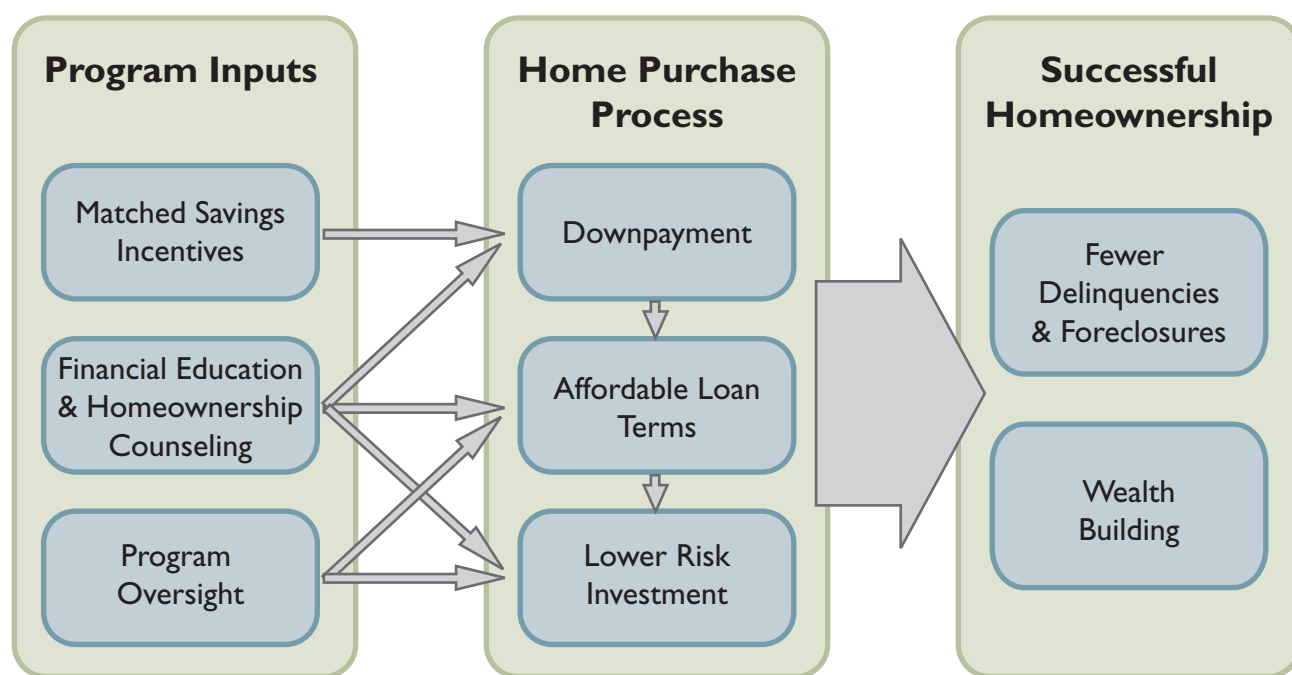 Program Inputs
Matched Savings
Incentives
Financial Education
& Homeownership
Counseling
Program
Oversight
Home Purchase
Process
Downpayment
Affordable Loan
Terms
Lower Risk
Investment
Successful
Homeownership
Fewer
Delinquencies
& Foreclosures
Wealth
Building